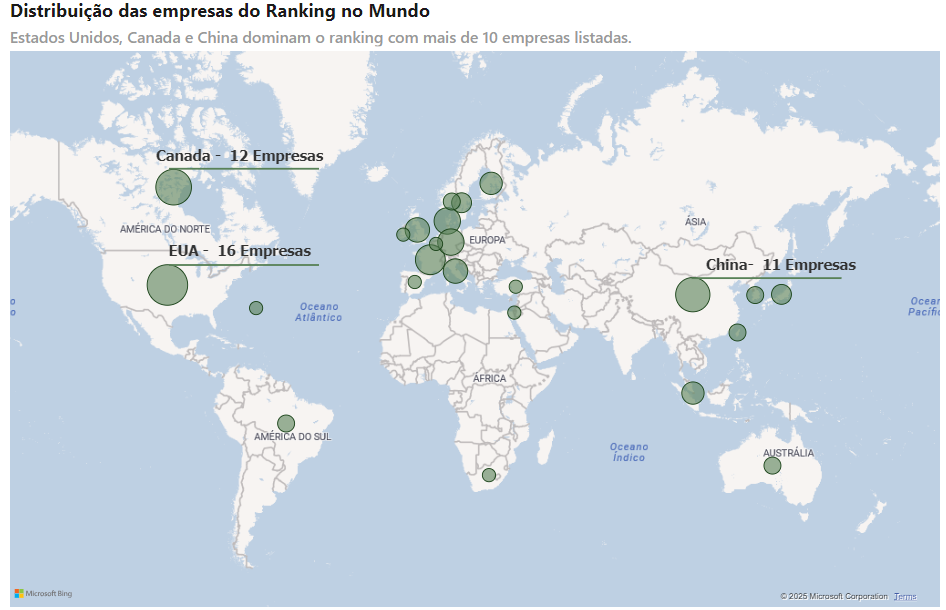 Distribuição das empresas do Ranking no Mundo
Estados Unidos, Canada e China dominam o ranking com mais de 10 empresas listadas.
Canada - 12 Empresas
AMÉRICA DO NORTE
EUA - 16 Empresas
Oceano
Atlântico
EUROPA
ÁSIA
China- 11 Empresas
ÁFRICA
AMÉRICA DO SUL
Oceano
Índico
AUSTRÁLIA
Microsoft Bing
© 2025 Microsoft Corporation Terms